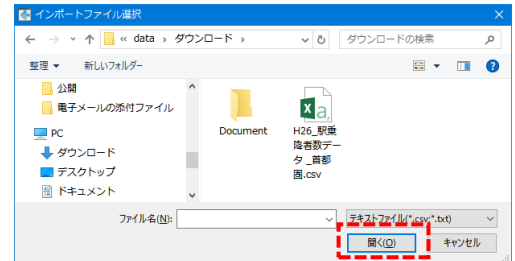 インポートファイル選択
« data › ダウンロード ›
ダウンロードの検索
整理 ▼ 新しいフォルダー
公開
電子メールの添付ファイル
PC
ダウンロード
デスクトップ
ドキュメント
Document
H26_駅乗
降者数デー
タ_首都
圏.csv
ファイル名(N):
テキストファイル(*.csv;*.txt)
開く(O)
キャンセル